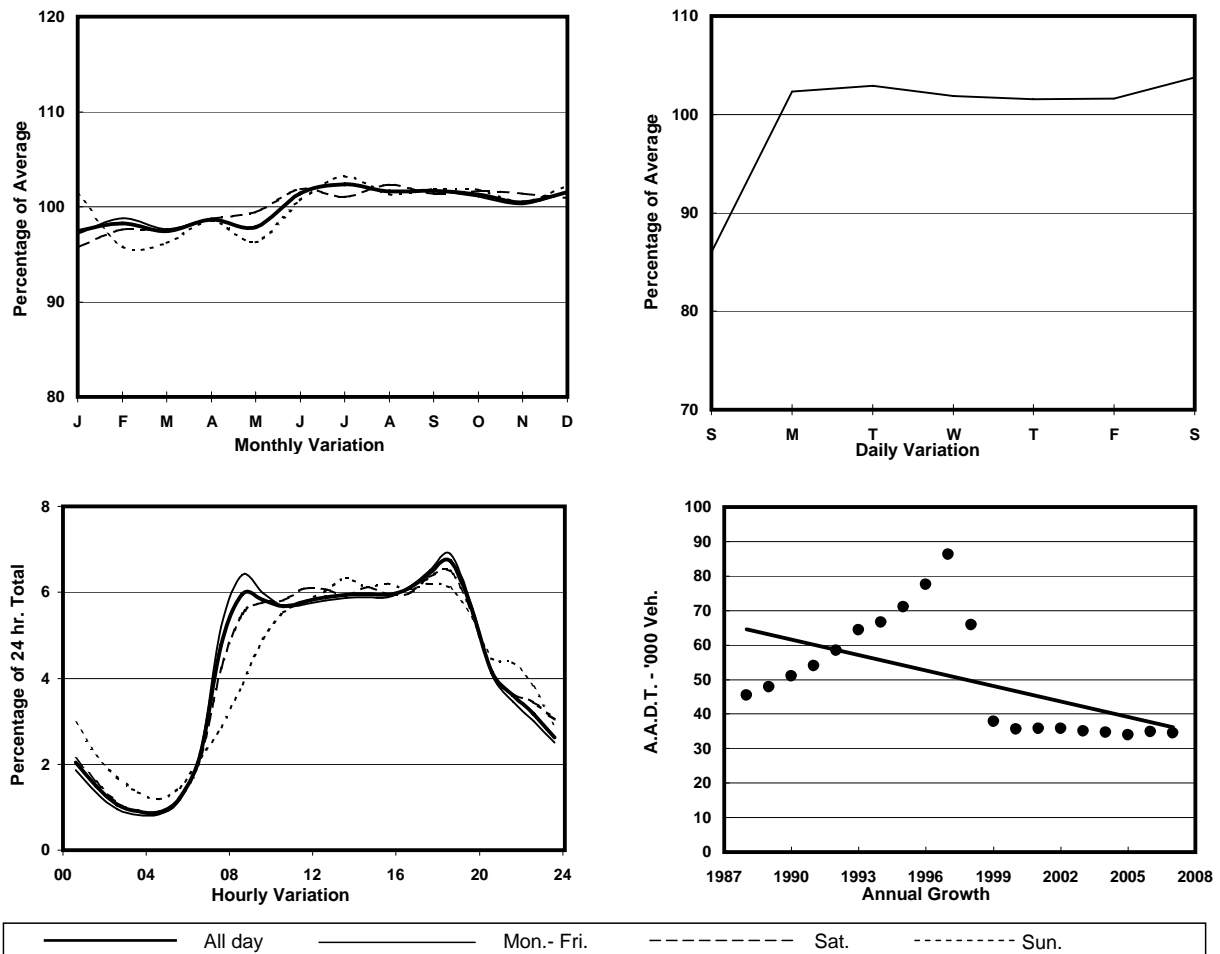 120
110
100
90
80
Percentage of Average
J F M A M J J A S O N D
Monthly Variation
110
100
90
80
70
Percentage of Average
S M T W T F S
Daily Variation
8
6
4
2
0
Percentage of 24 hr. Total
00 04 08 12 16 20 24
Hourly Variation
100
90
80
70
60
50
40
30
20
10
0
A.A.D.T. - '000 Veh.
1987 1990 1993 1996 1999 2002 2005 2008
Annual Growth
All day Mon.- Fri. Sat. Sun.